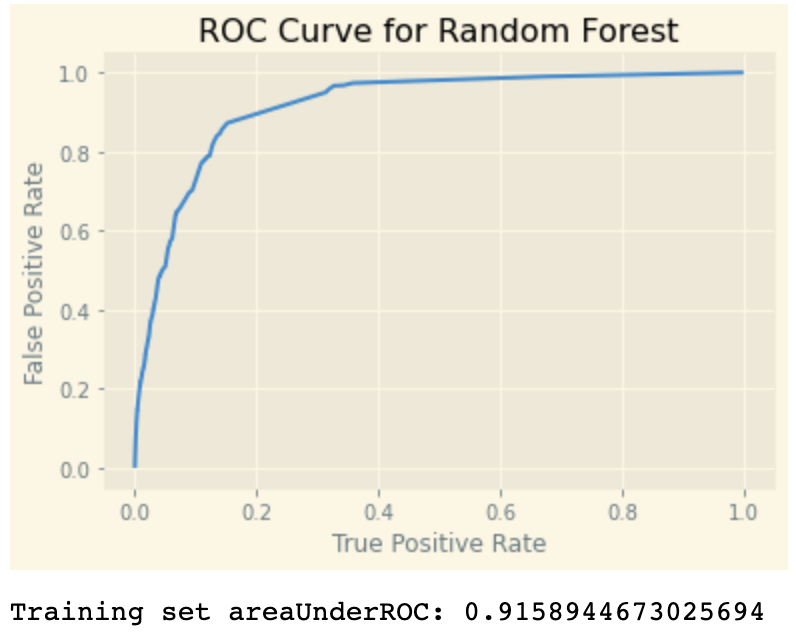 ROC Curve for Random Forest
1.0
0.8
0.6
0.4
0.2
0.0
False Positive Rate
0.0 0.2 0.4 0.6 0.8 1.0
True Positive Rate
Training set areaUnderROC: 0.9158944673025694